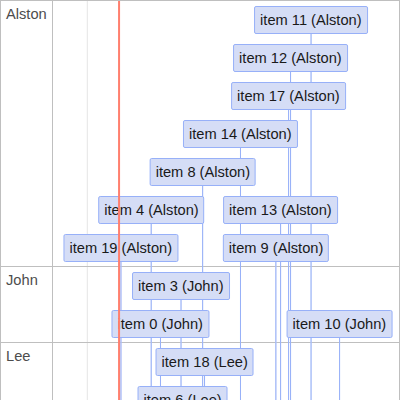 Alston
item 11 (Alston)
item 12 (Alston)
item 17 (Alston)
item 14 (Alston)
item 8 (Alston)
item 4 (Alston)
item 13 (Alston)
item 19 (Alston)
item 9 (Alston)
John
item 3 (John)
item 0 (John)
item 10 (John)
Lee
item 18 (Lee)
item 6 (Lee)